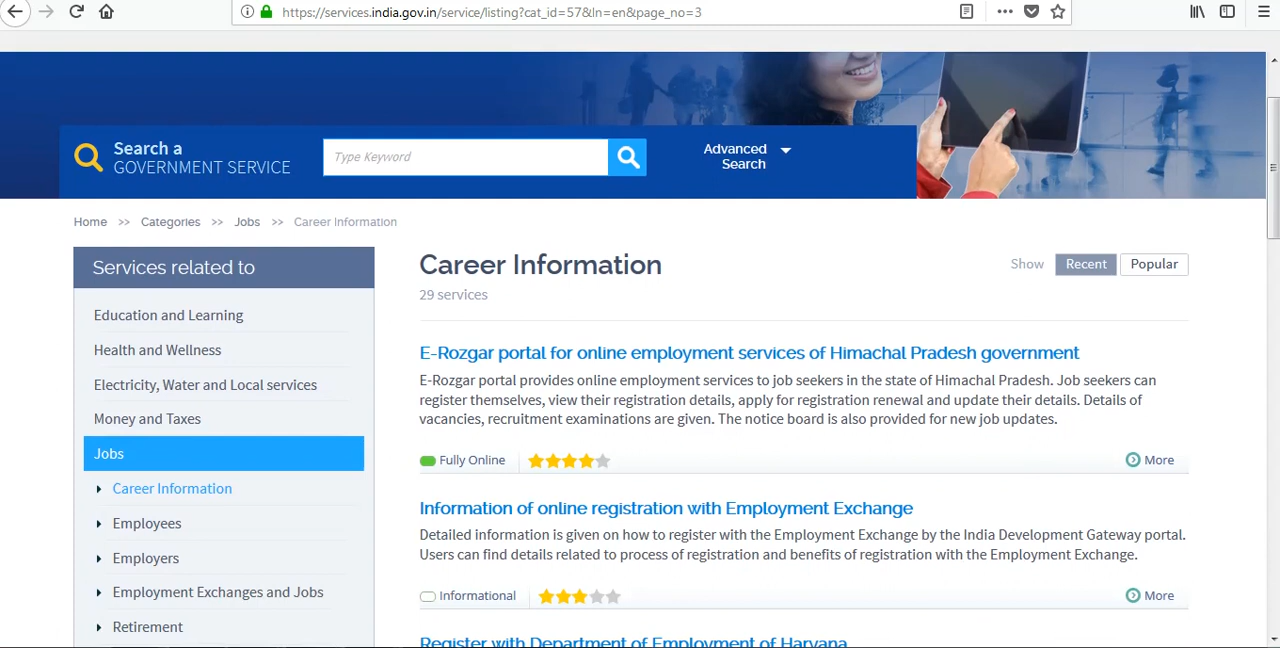 https://services.india.gov.in/service/listing?cat_id=57&ln=en&page_no=3
Search a
GOVERNMENT SERVICE
Type Keyword
Advanced
Search
Home >> Categories >> Jobs >> Career Information
Services related to
Education and Learning
Health and Wellness
Electricity, Water and Local services
Money and Taxes
Jobs
Career Information
Employees
Employers
Employment Exchanges and Jobs
Retirement
Career Information
Show Recent Popular
29 services
E-Rozgar portal for online employment services of Himachal Pradesh government
E-Rozgar portal provides online employment services to job seekers in the state of Himachal Pradesh. Job seekers can
register themselves, view their registration details, apply for registration renewal and update their details. Details of
vacancies, recruitment examinations are given. The notice board is also provided for new job updates.
Fully Online
More
Information of online registration with Employment Exchange
Detailed information is given on how to register with the Employment Exchange by the India Development Gateway portal.
Users can find details related to process of registration and benefits of registration with the Employment Exchange.
Informational
More
Register with Department of Employment of Haryana